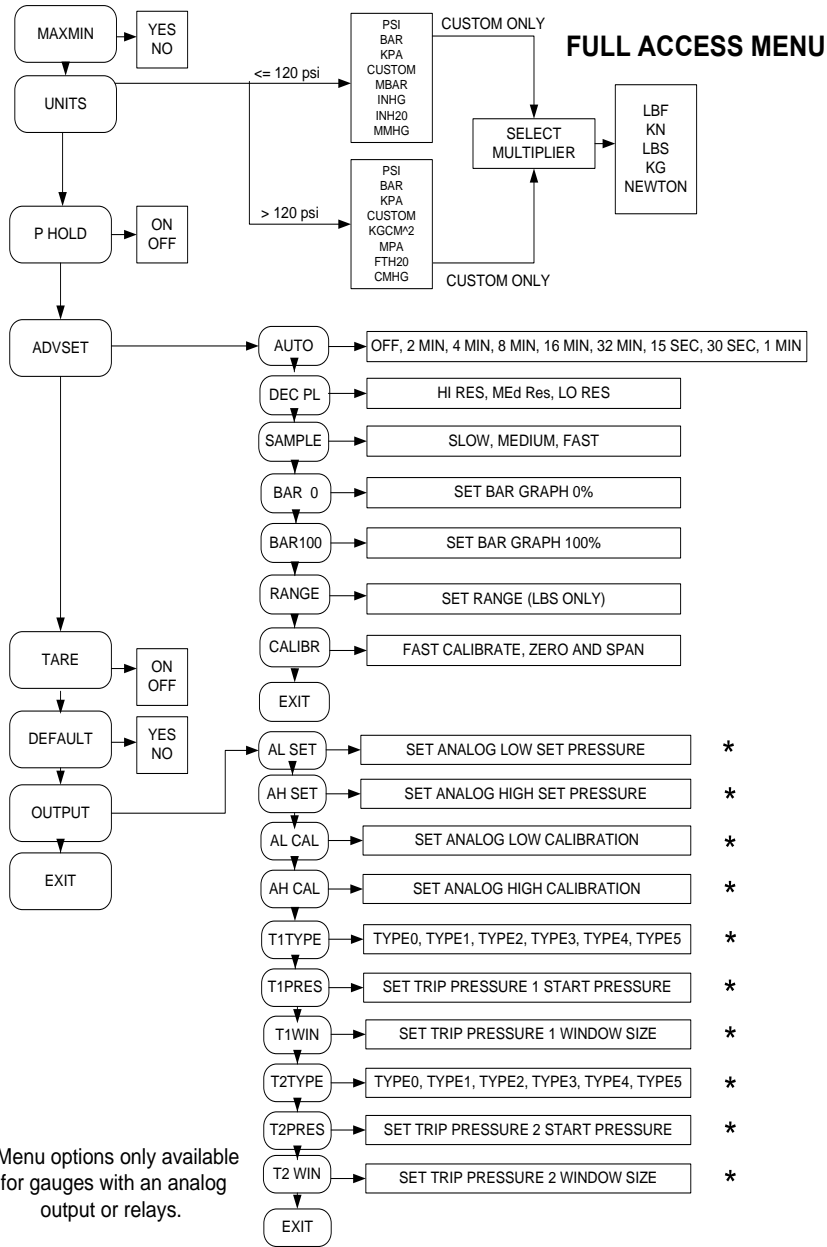 FULL ACCESS MENU
MAXMIN
YES
NO
UNITS
<= 120 psi
PSI
BAR
KPA
CUSTOM
MBAR
INHG
INH20
MMHG
CUSTOM ONLY
> 120 psi
PSI
BAR
KPA
CUSTOM
KGCM^2
MPA
FTH20
CMHG
CUSTOM ONLY
SELECT
MULTIPLIER
LBF
KN
LBS
KG
NEWTON
P HOLD
ON
OFF
ADVSET
AUTO
OFF, 2 MIN, 4 MIN, 8 MIN, 16 MIN, 32 MIN, 15 SEC, 30 SEC, 1 MIN
DEC PL
HI RES, MEd Res, LO RES
SAMPLE
SLOW, MEDIUM, FAST
BAR 0
SET BAR GRAPH 0%
BAR100
SET BAR GRAPH 100%
RANGE
SET RANGE (LBS ONLY)
CALIBR
FAST CALIBRATE, ZERO AND SPAN
EXIT
TARE
ON
OFF
DEFAULT
YES
NO
OUTPUT
EXIT
AL SET
SET ANALOG LOW SET PRESSURE *
AH SET
SET ANALOG HIGH SET PRESSURE *
AL CAL
SET ANALOG LOW CALIBRATION *
AH CAL
SET ANALOG HIGH CALIBRATION *
T1TYPE
TYPE0, TYPE1, TYPE2, TYPE3, TYPE4, TYPE5 *
T1PRES
SET TRIP PRESSURE 1 START PRESSURE *
T1WIN
SET TRIP PRESSURE 1 WINDOW SIZE *
T2TYPE
TYPE0, TYPE1, TYPE2, TYPE3, TYPE4, TYPE5 *
T2PRES
SET TRIP PRESSURE 2 START PRESSURE *
T2 WIN
SET TRIP PRESSURE 2 WINDOW SIZE *
EXIT
Menu options only available
for gauges with an analog
output or relays.